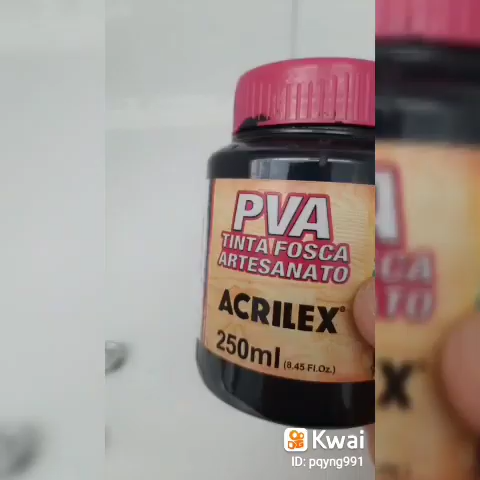 PVA
TINTA FOSCA
ARTESANATO
ACRILEX®
250ml (8.45 Fl.Oz.)
Kwai
ID: pqyng991